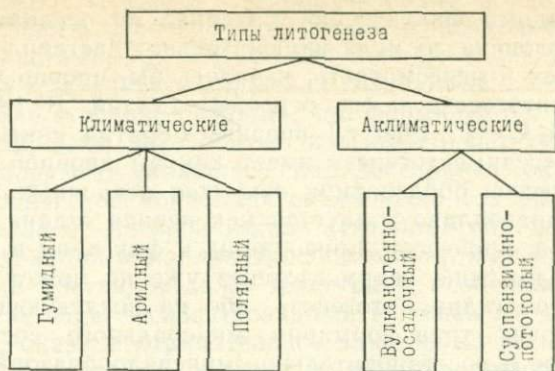 Типы литогенеза
Климатические
Аклиматические
Гумидный
Аридный
Полярный
Вулканогенно-
осадочный
Суспензионно-
потоковый